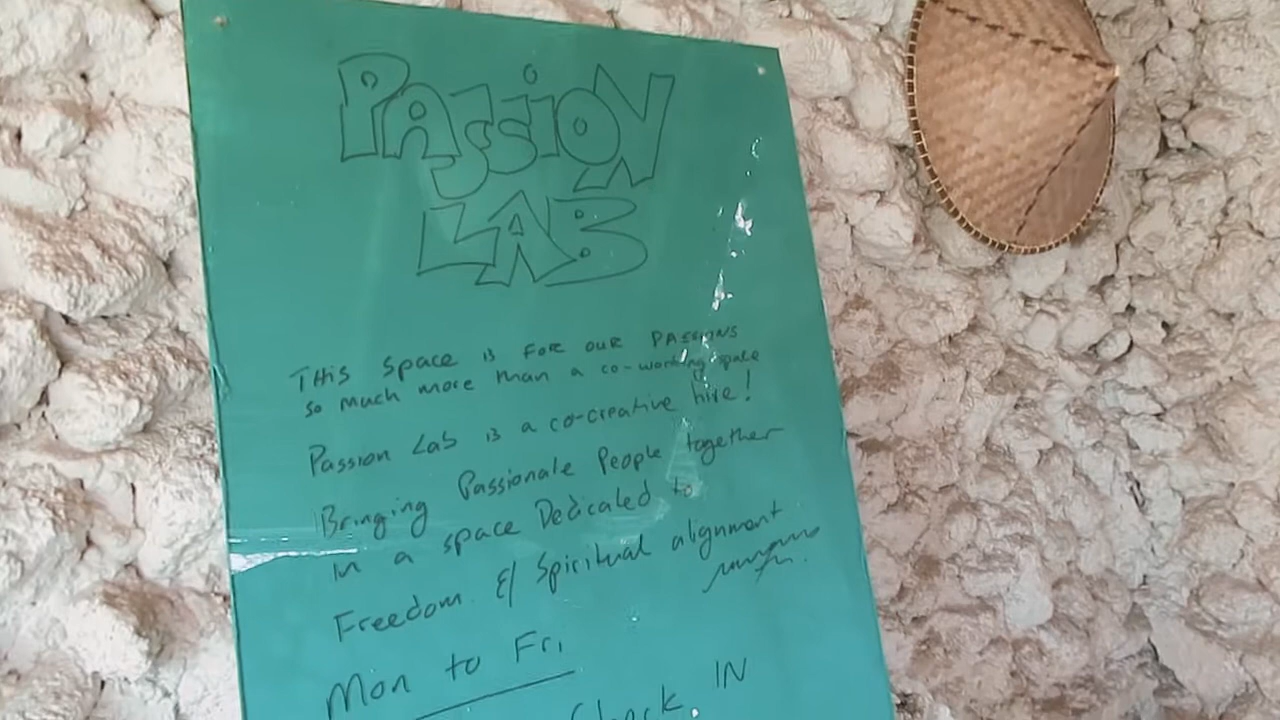 PASSION
LAB
THIS SPACE IS FOR OUR PASSIONS
so much more than a co-working space
Passion Lab is a co-creative hive!
Bringing Passionate People together
in a space Dedicated to
Freedom & Spiritual alignment
Mon to Fri,
Check IN